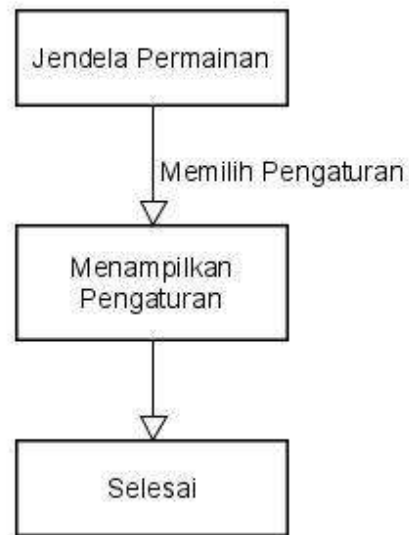 Jendela Permainan
Memilih Pengaturan
Menampilkan
Pengaturan
Selesai